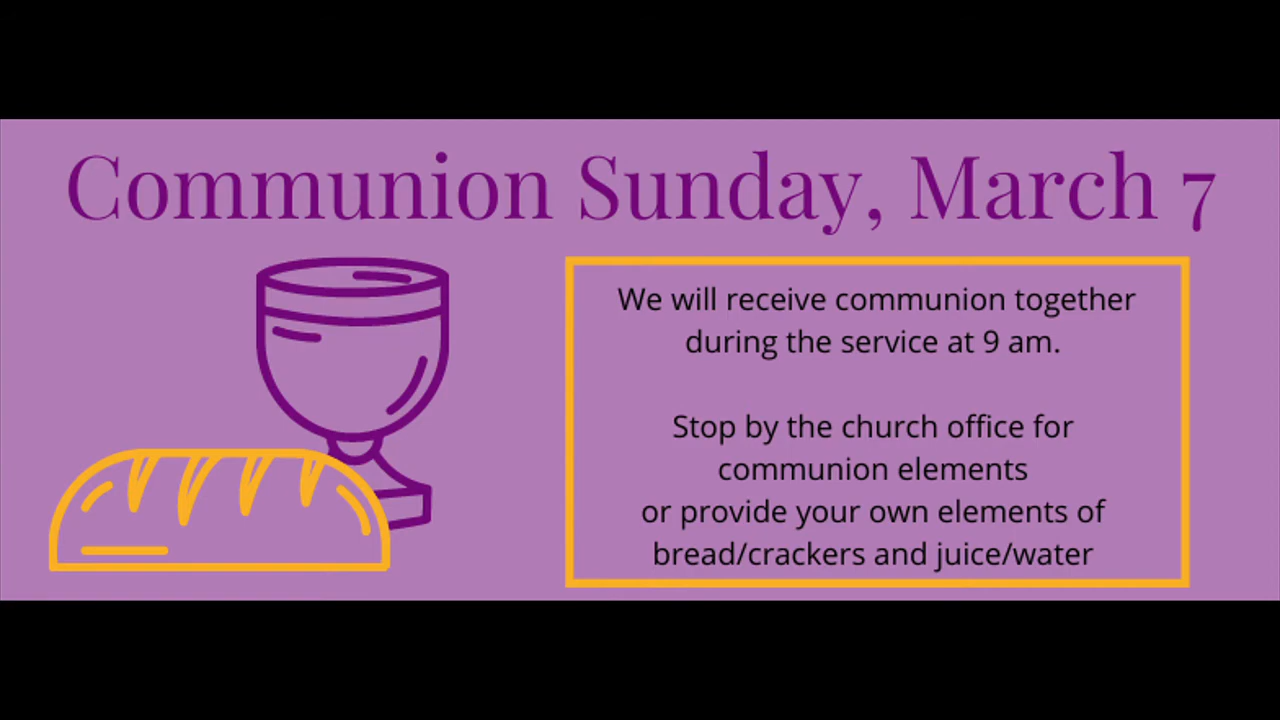 Communion Sunday, March 7
We will receive communion together
during the service at 9 am.
Stop by the church office for
communion elements
or provide your own elements of
bread/crackers and juice/water